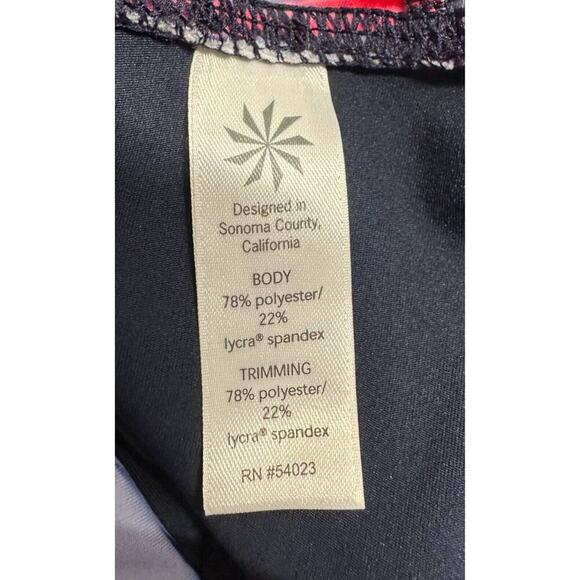 Designed in
Sonoma County,
California
BODY
78% polyester/
22%
lycra® spandex
TRIMMING
78% polyester/
22%
lycra® spandex
RN #54023